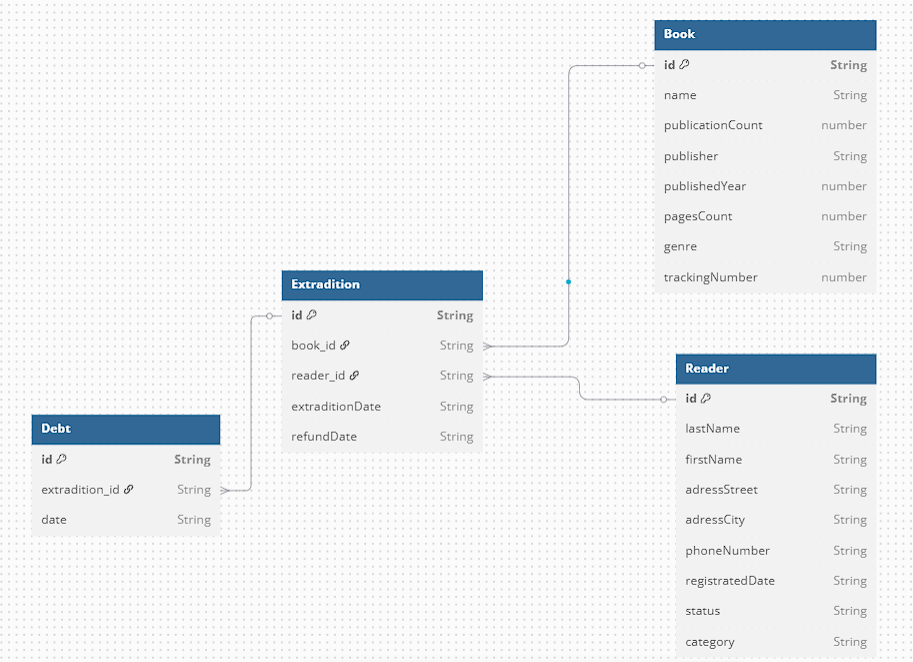 Book
id String
name String
publicationCount number
publisher String
publishedYear number
pagesCount number
genre String
trackingNumber number
Extradition
id String
book_id String
reader_id String
extraditionDate String
refundDate String
Reader
id String
lastName String
firstName String
adressStreet String
adressCity String
phoneNumber String
registratedDate String
status String
category String
Debt
id String
extradition_id String
date String